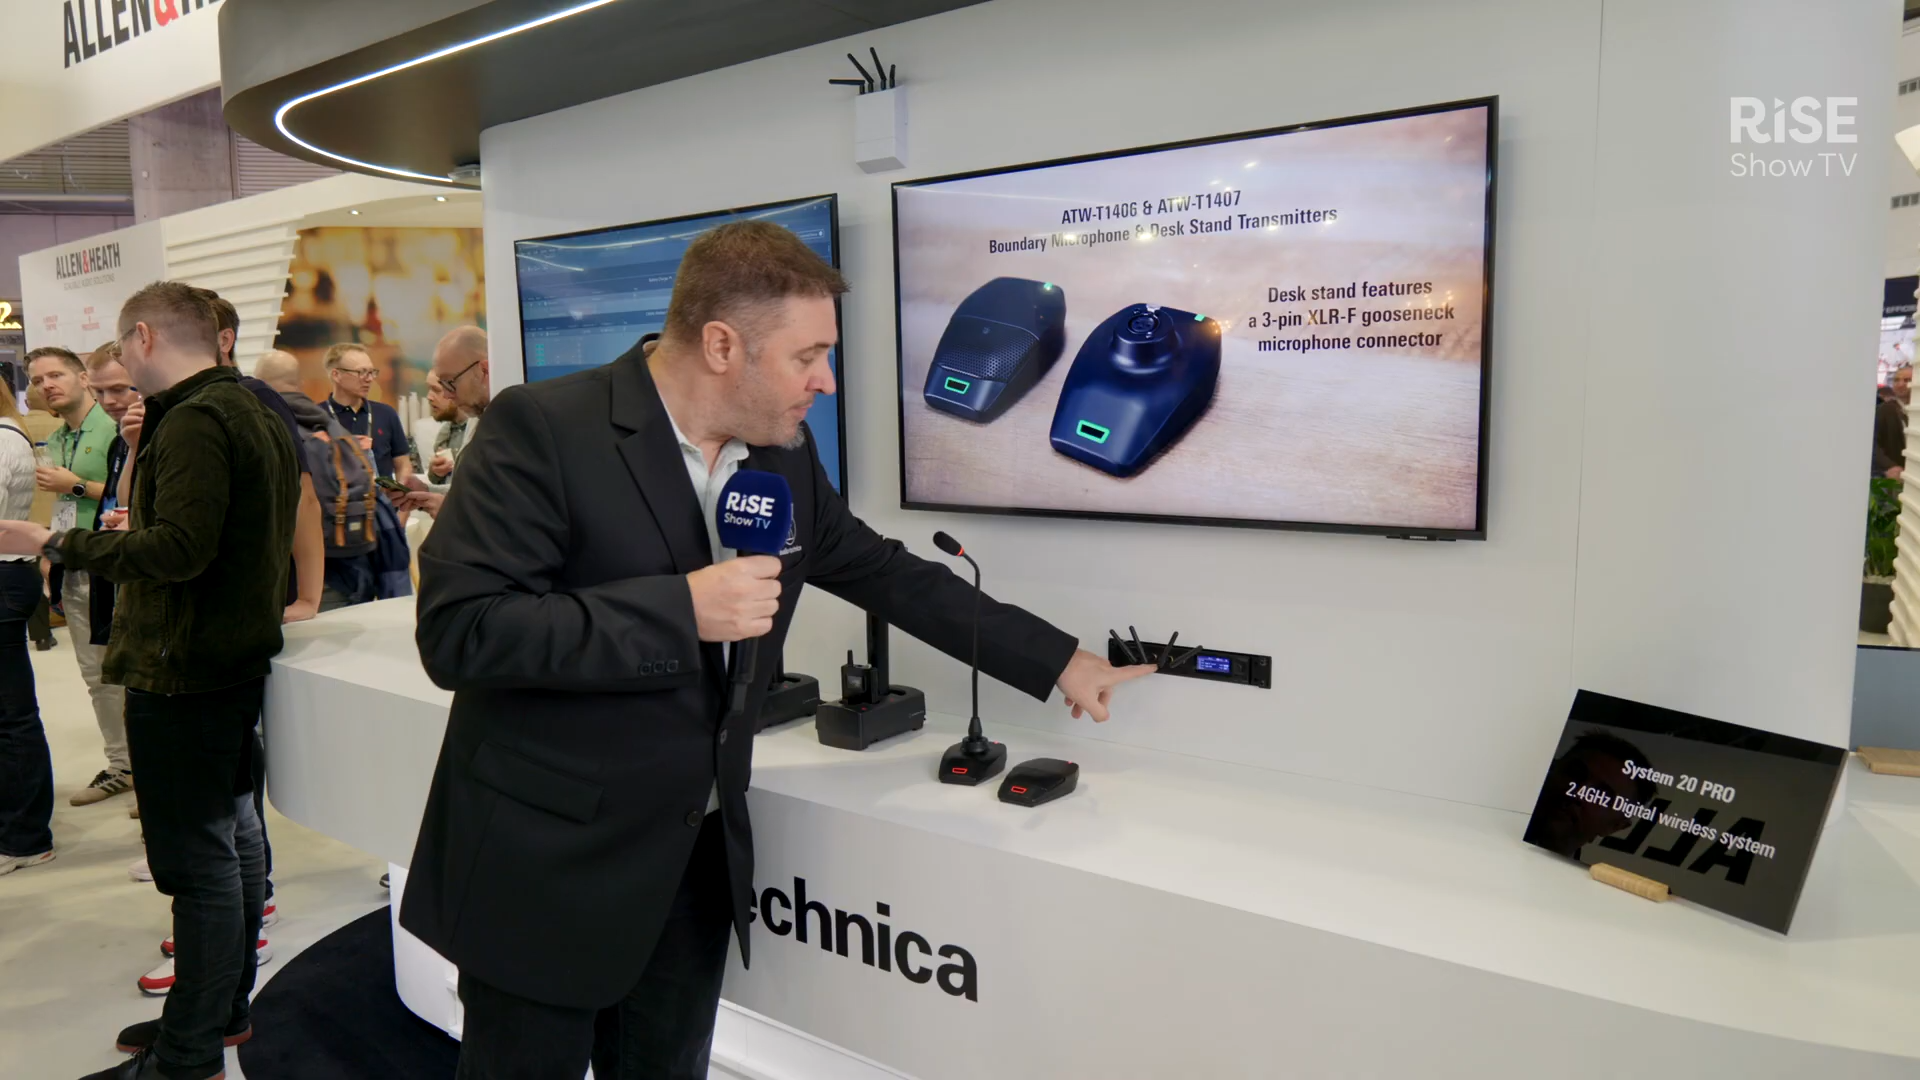 ALLEN&HEATH
RiSE
Show TV
ATW-T1406 & ATW-T1407
Boundary Microphone & Desk Stand Transmitters
Desk stand features
a 3-pin XLR-F gooseneck
microphone connector
ALLEN&HEATH
RiSE
Show TV
System 20 PRO
2.4GHz Digital wireless system
echnica